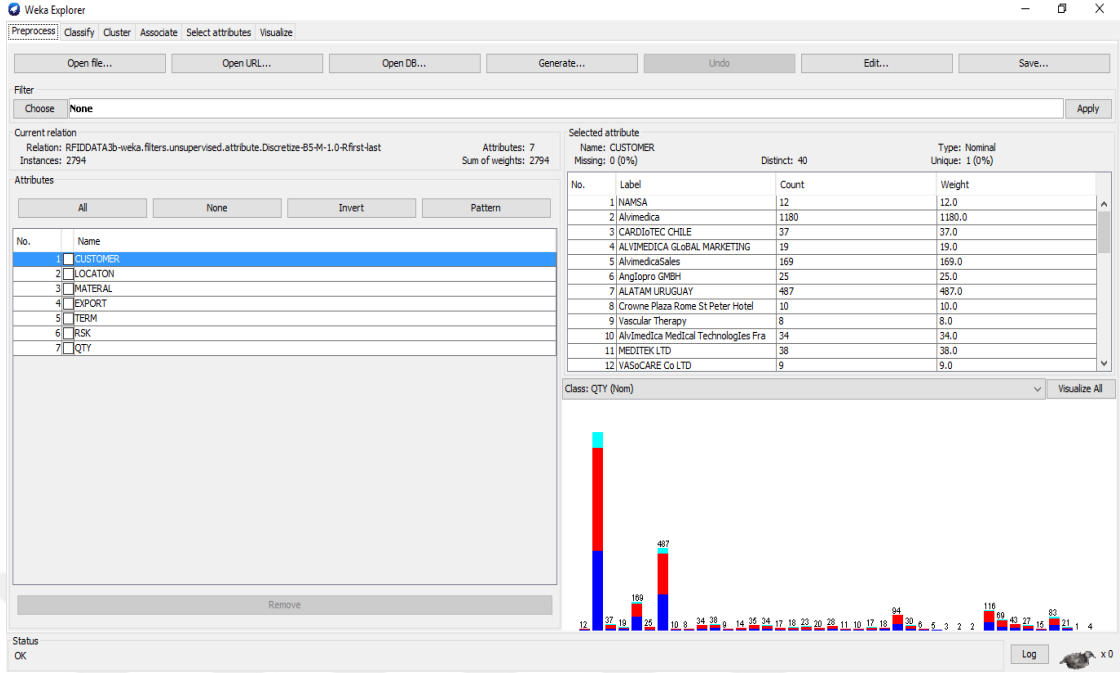 Weka Explorer
Preprocess Classify Cluster Associate Select attributes Visualize
Open file... Open URL... Open DB... Generate... Undo Edit... Save...
Filter
Choose None Apply
Current relation
Relation: RFIDDATA3b-weka.filters.unsupervised.attribute.Discretize-B5-M-1.0-Rfirst-last Attributes: 7
Instances: 2794 Sum of weights: 2794
Attributes
All None Invert Pattern
No. Name
1 CUSTOMER
2 LOCATON
3 MATERAL
4 EXPORT
5 TERM
6 RSK
7 QTY
Remove
Selected attribute
Name: CUSTOMER Type: Nominal
Missing: 0 (0%) Distinct: 40 Unique: 1 (0%)
No. Label Count Weight
1 NAMSA 12 12.0
2 Alvimedica 1180 1180.0
3 CARDIoTEC CHILE 37 37.0
4 ALVIMEDICA GLoBAL MARKETING 19 19.0
5 AlvimedicaSales 169 169.0
6 AngIopro GMBH 25 25.0
7 ALATAM URUGUAY 487 487.0
8 Crowne Plaza Rome St Peter Hotel 10 10.0
9 Vascular Therapy 8 8.0
10 AlvImedIca MedIcal TechnologIes Fra 34 34.0
11 MEDITEK LTD 38 38.0
12 VASoCARE Co LTD 9 9.0
Class: QTY (Nom) Visualize All
12 37 19 169 25 487 10 8 34 38 9 14 35 34 17 18 23 20 28 11 10 17 18 94 30 6 5 3 2 2 116 69 43 27 15 83 21 1 4
Status
OK
Log x 0